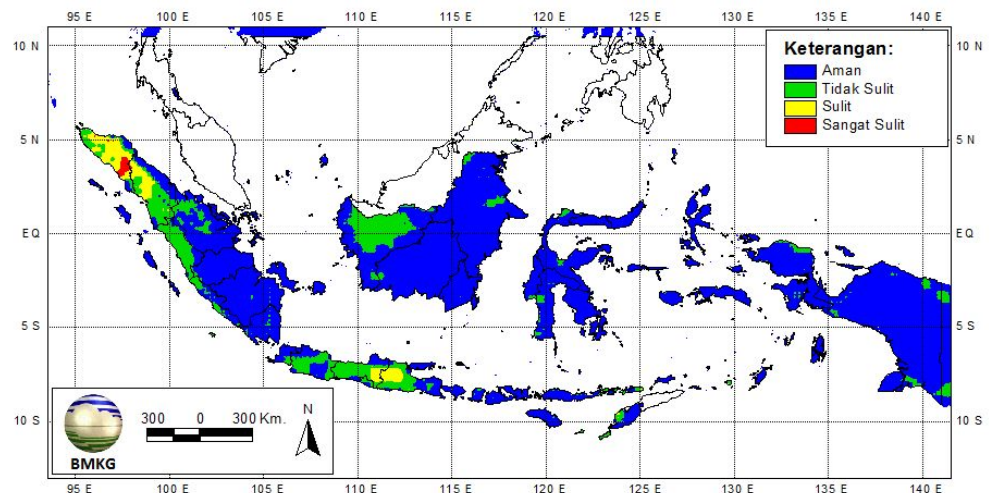 95 E 100 E 105 E 110 E 115 E 120 E 125 E 130 E 135 E 140 E
10 N 10 N
Keterangan:
Aman
Tidak Sulit
Sulit
Sangat Sulit
5 N 5 N
EQ EQ
5 S 5 S
300 0 300 Km. N
10 S 10 S
BMKG
95 E 100 E 105 E 110 E 115 E 120 E 125 E 130 E 135 E 140 E